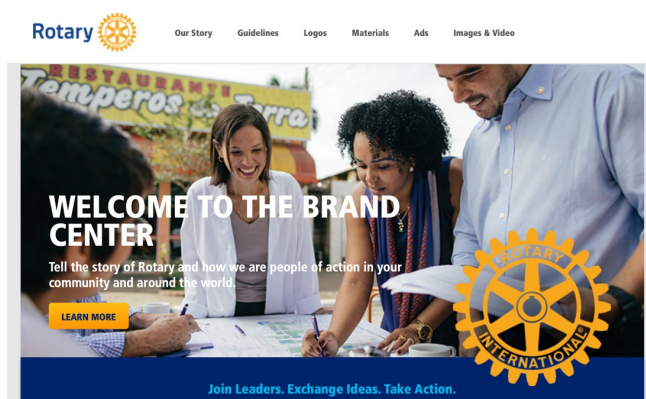 Rotary
Our Story Guidelines Logos Materials Ads Images & Video
RESTAURANTE
Temperos da Terra
WELCOME TO THE BRAND
CENTER
Tell the story of Rotary and how we are people of action in your
community and around the world.
LEARN MORE
ROTARY
INTERNATIONAL
Join Leaders. Exchange Ideas. Take Action.